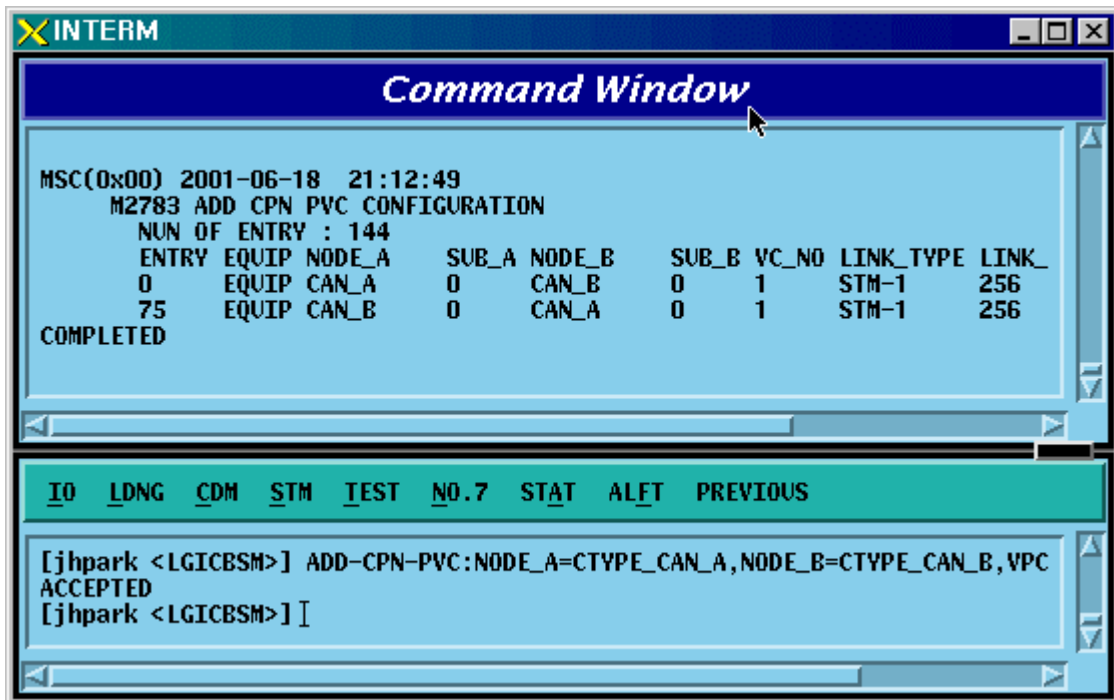 INTERM
Command Window
MSC(0x00) 2001-06-18 21:12:49
M2783 ADD CPN PVC CONFIGURATION
NUN OF ENTRY : 144
ENTRY EQUIP NODE_A SUB_A NODE_B SUB_B VC_NO LINK_TYPE LINK_
0 EQUIP CAN_A 0 CAN_B 0 1 STM-1 256
75 EQUIP CAN_B 0 CAN_A 0 1 STM-1 256
COMPLETED
IO LDNG CDM STM TEST NO.7 STAT ALFT PREVIOUS
[jhpark <LGICBSM>] ADD-CPN-PVC:NODE_A=CTYPE_CAN_A,NODE_B=CTYPE_CAN_B,VPC
ACCEPTED
[jhpark <LGICBSM>]